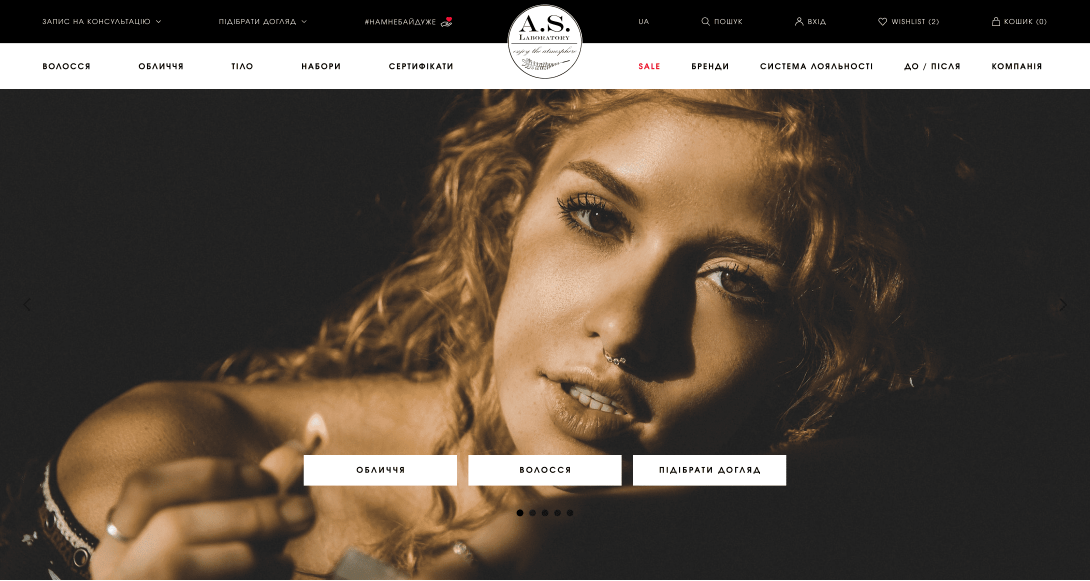 ЗАПИС НА КОНСУЛЬТАЦІЮ
ПІДІБРАТИ ДОГЛЯД
#НАМНЕБАЙДУЖЕ
A.S.
LABORATORY
enjoy the atmosphere
UA
ПОШУК
ВХІД
WISHLIST (2)
КОШИК (0)
ВОЛОССЯ
ОБЛИЧЧЯ
ТІЛО
НАБОРИ
СЕРТИФІКАТИ
SALE
БРЕНДИ
СИСТЕМА ЛОЯЛЬНОСТІ
ДО / ПІСЛЯ
КОМПАНІЯ
ОБЛИЧЧЯ
ВОЛОССЯ
ПІДІБРАТИ ДОГЛЯД